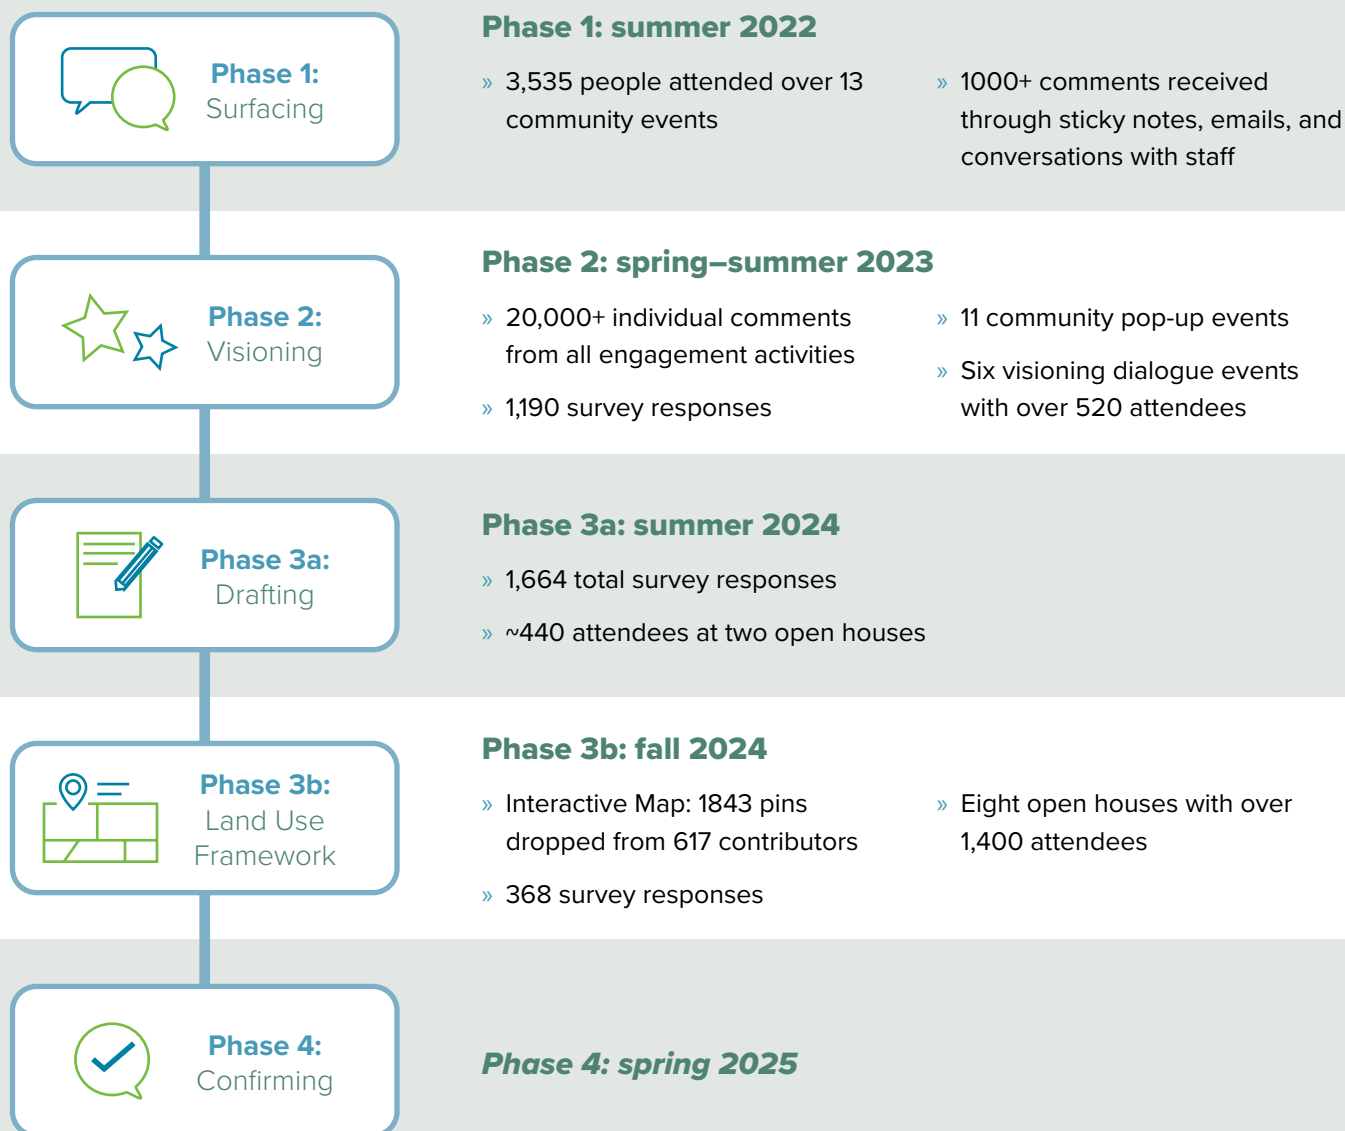 Phase 1:
Surfacing
Phase 1: summer 2022
» 3,535 people attended over 13
community events
» 1000+ comments received
through sticky notes, emails, and
conversations with staff
Phase 2:
Visioning
Phase 2: spring–summer 2023
» 20,000+ individual comments
from all engagement activities
» 1,190 survey responses
» 11 community pop-up events
» Six visioning dialogue events
with over 520 attendees
Phase 3a:
Drafting
Phase 3a: summer 2024
» 1,664 total survey responses
» ~440 attendees at two open houses
Phase 3b:
Land Use
Framework
Phase 3b: fall 2024
» Interactive Map: 1843 pins
dropped from 617 contributors
» 368 survey responses
» Eight open houses with over
1,400 attendees
Phase 4:
Confirming
Phase 4: spring 2025